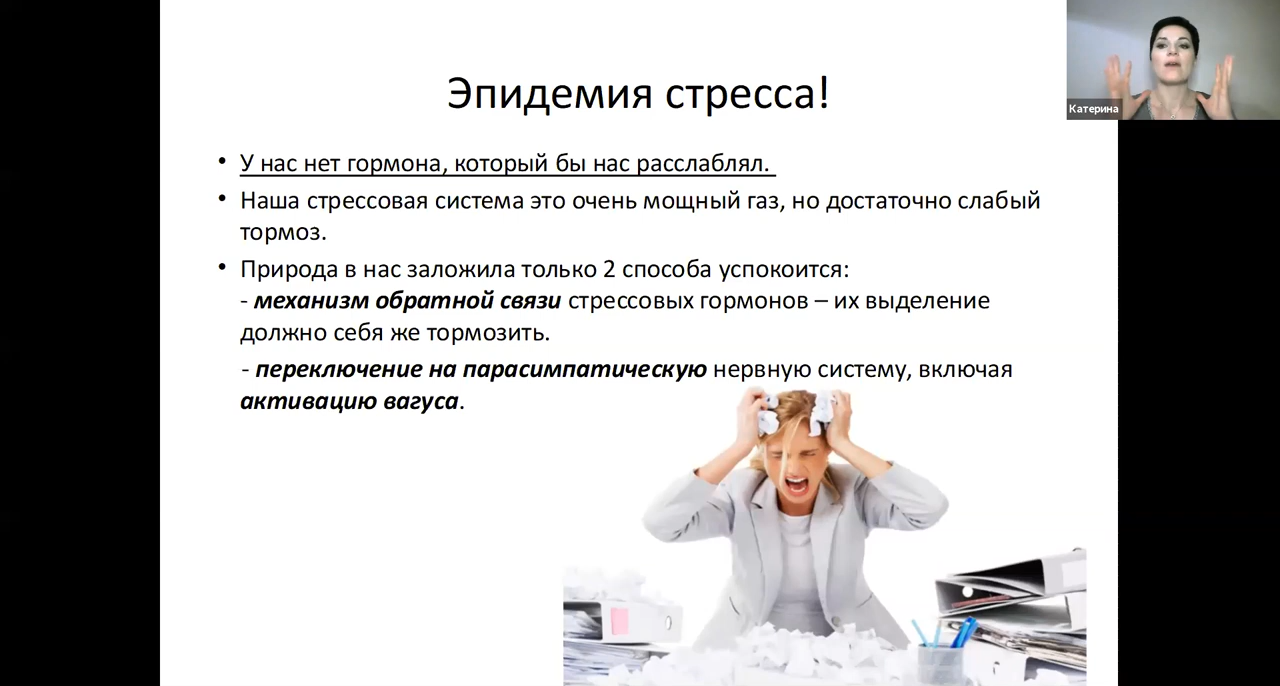 Эпидемия стресса!
Катерина
• У нас нет гормона, который бы нас расслаблял.
• Наша стрессовая система это очень мощный газ, но достаточно слабый
тормоз.
• Природа в нас заложила только 2 способа успокоится:
- механизм обратной связи стрессовых гормонов – их выделение
должно себя же тормозить.
- переключение на парасимпатическую нервную систему, включая
активацию вагуса.